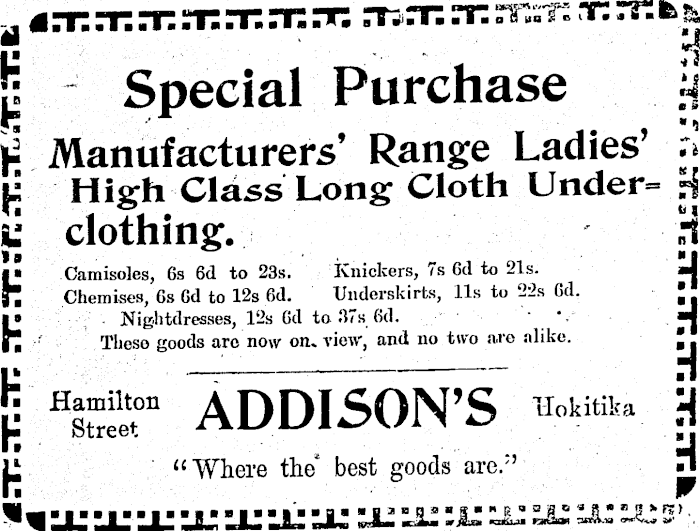 Special Purchase
Manufacturers' Range Ladies'
High Class Long Cloth Under=
clothing.
Camisoles, 6s 6d to 23s. Knickers, 7s 6d to 21s.
Chemises, 6s 6d to 12s 6d. Underskirts, 11s to 22s 6d.
Nightdresses, 12s 6d to 37s 6d.
These goods are now on view, and no two are alike.
Hamilton Street ADDISON'S Hokitika
"Where the best goods are."